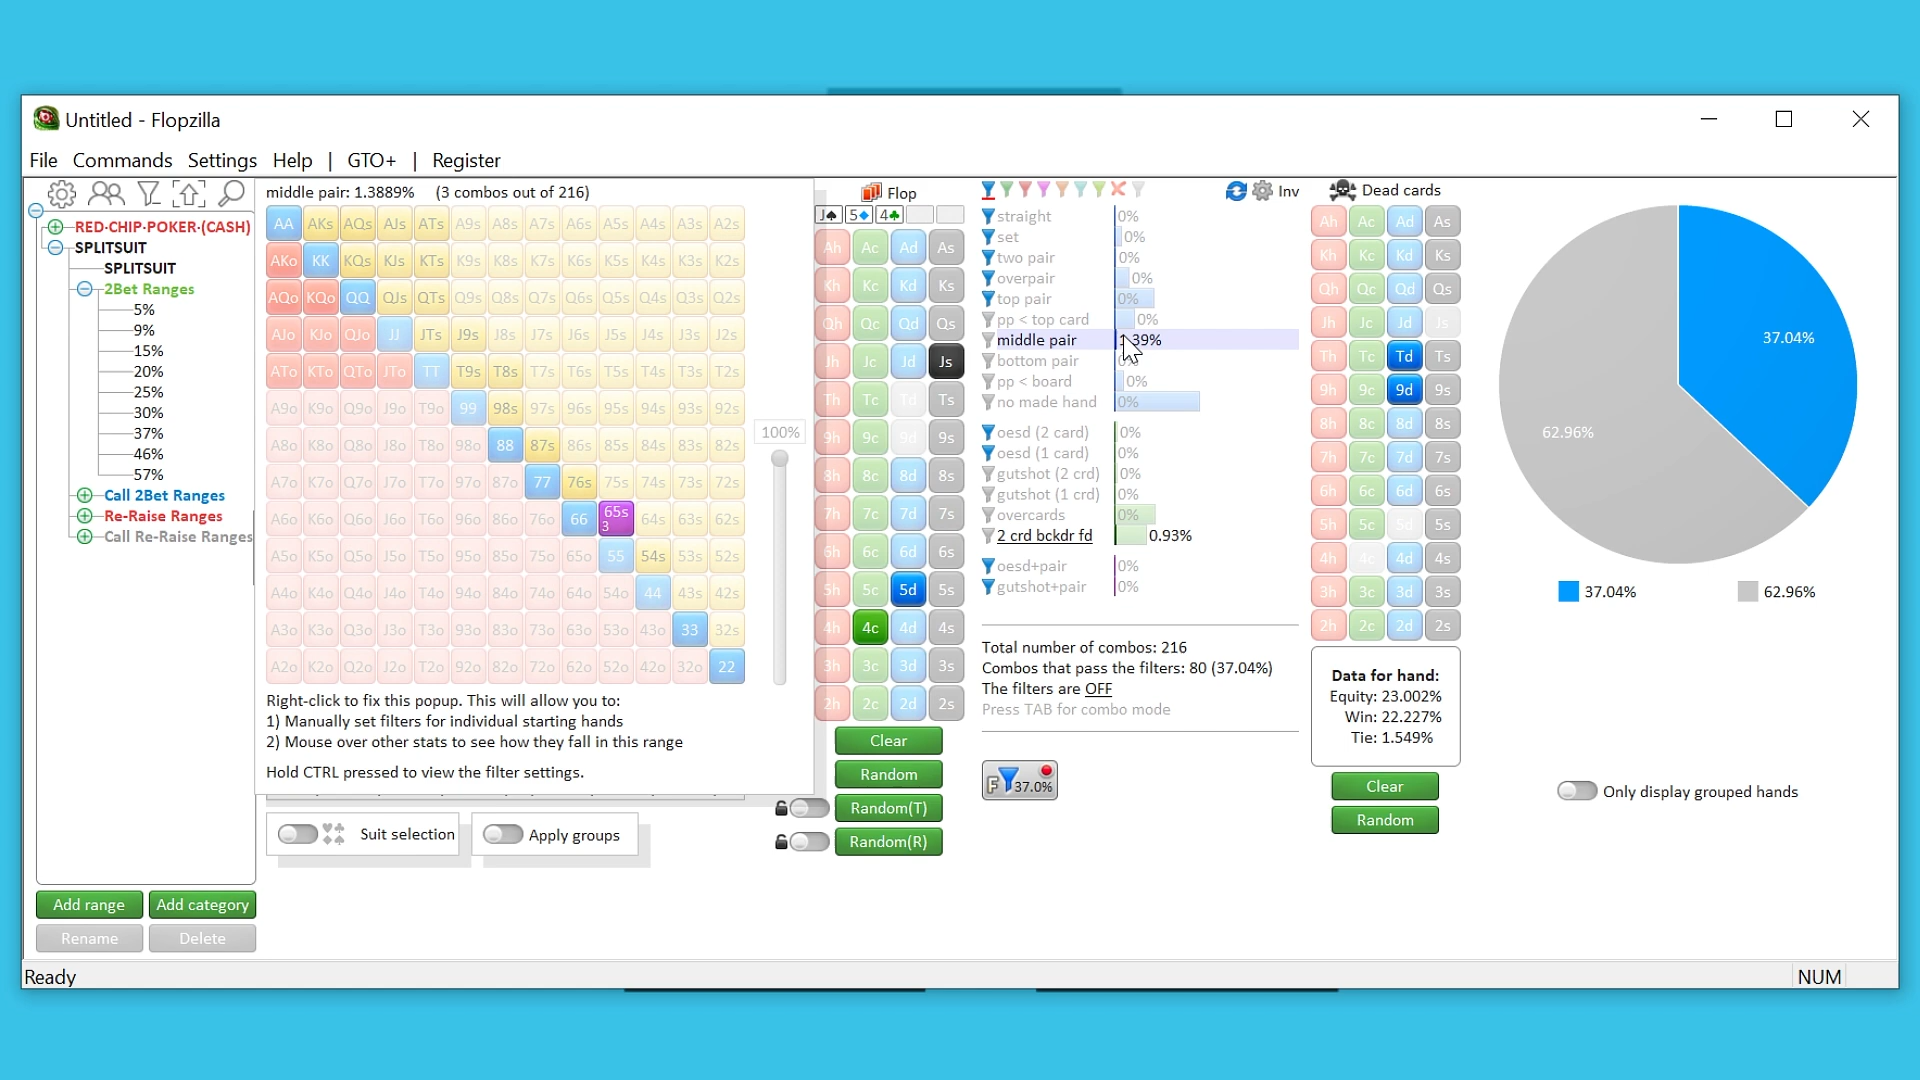 Untitled - Flopzilla
File Commands Settings Help | GTO+ | Register
RED·CHIP·POKER·(CASH)
SPLITSUIT
SPLITSUIT
2Bet Ranges
5%
9%
15%
20%
25%
30%
37%
46%
57%
Call 2Bet Ranges
Re-Raise Ranges
Call Re-Raise Ranges
Add range Add category
Rename Delete
middle pair: 1.3889% (3 combos out of 216)
AA AKs AQs AJs ATs A9s A8s A7s A6s A5s A4s A3s A2s
AKo KK KQs KJs KTs K9s K8s K7s K6s K5s K4s K3s K2s
AQo KQo QQ QJs QTs Q9s Q8s Q7s Q6s Q5s Q4s Q3s Q2s
AJo KJo QJo JJ JTs J9s J8s J7s J6s J5s J4s J3s J2s
ATo KTo QTo JTo TT T9s T8s T7s T6s T5s T4s T3s T2s
A9o K9o Q9o J9o T9o 99 98s 97s 96s 95s 94s 93s 92s
A8o K8o Q8o J8o T8o 98o 88 87s 86s 85s 84s 83s 82s
A7o K7o Q7o J7o T7o 97o 87o 77 76s 75s 74s 73s 72s
A6o K6o Q6o J6o T6o 96o 86o 76o 66 65s 3 64s 63s 62s
A5o K5o Q5o J5o T5o 95o 85o 75o 65o 55 54s 53s 52s
A4o K4o Q4o J4o T4o 94o 84o 74o 64o 54o 44 43s 42s
A3o K3o Q3o J3o T3o 93o 83o 73o 63o 53o 43o 33 32s
A2o K2o Q2o J2o T2o 92o 82o 72o 62o 52o 42o 32o 22
100%
Right-click to fix this popup. This will allow you to:
1) Manually set filters for individual starting hands
2) Mouse over other stats to see how they fall in this range
Hold CTRL pressed to view the filter settings.
Suit selection
Apply groups
Flop
J♠ 5♦ 4♣
Ah Ac Ad As
Kh Kc Kd Ks
Qh Qc Qd Qs
Jh Jc Jd Js
Th Tc Td Ts
9h 9c 9d 9s
8h 8c 8d 8s
7h 7c 7d 7s
6h 6c 6d 6s
5h 5c 5d 5s
4h 4c 4d 4s
3h 3c 3d 3s
2h 2c 2d 2s
Clear
Random
Random(T)
Random(R)
Inv
straight 0%
set 0%
two pair 0%
overpair 0%
top pair 0%
pp < top card 0%
middle pair 1.39%
bottom pair
pp < board 0%
no made hand 0%
oesd (2 card) 0%
oesd (1 card) 0%
gutshot (2 crd) 0%
gutshot (1 crd) 0%
overcards 0%
2 crd bckdr fd 0.93%
oesd+pair 0%
gutshot+pair 0%
Total number of combos: 216
Combos that pass the filters: 80 (37.04%)
The filters are OFF
Press TAB for combo mode
F 37.0%
Dead cards
Ah Ac Ad As
Kh Kc Kd Ks
Qh Qc Qd Qs
Jh Jc Jd Js
Th Tc Td Ts
9h 9c 9d 9s
8h 8c 8d 8s
7h 7c 7d 7s
6h 6c 6d 6s
5h 5c 5d 5s
4h 4c 4d 4s
3h 3c 3d 3s
2h 2c 2d 2s
Data for hand:
Equity: 23.002%
Win: 22.227%
Tie: 1.549%
Clear
Random
37.04%
62.96%
37.04% 62.96%
Only display grouped hands
Ready
NUM